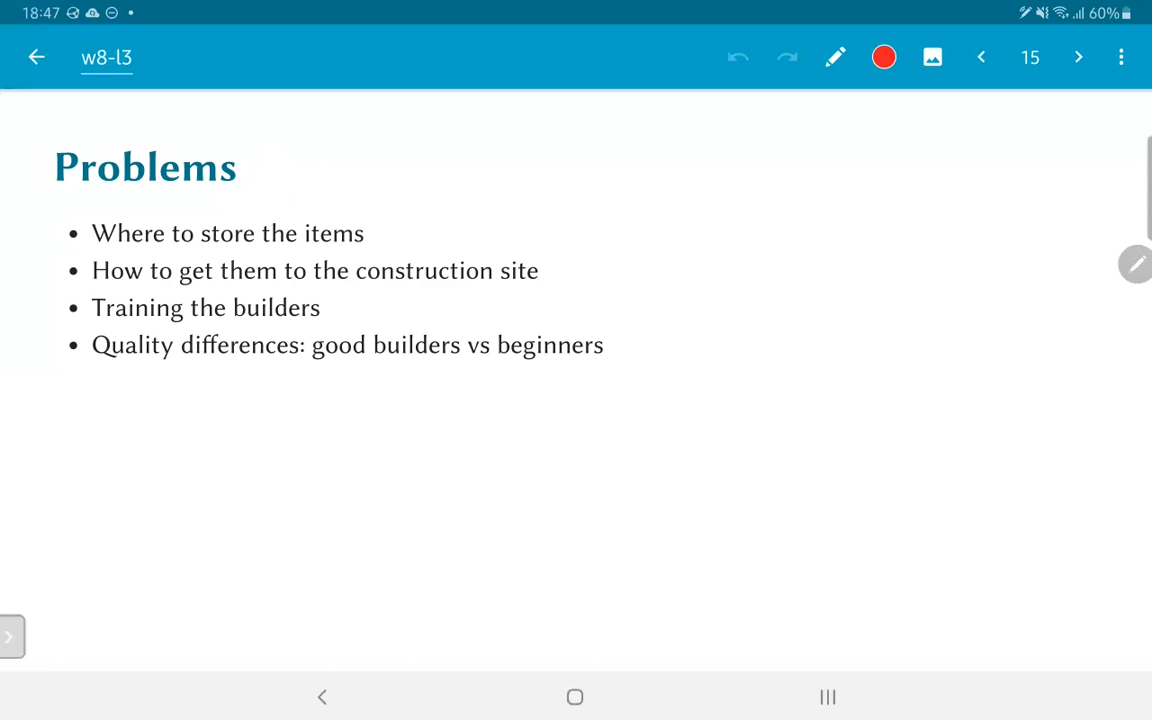 18:47
60%
w8-l3
15
Problems
• Where to store the items
• How to get them to the construction site
• Training the builders
• Quality differences: good builders vs beginners